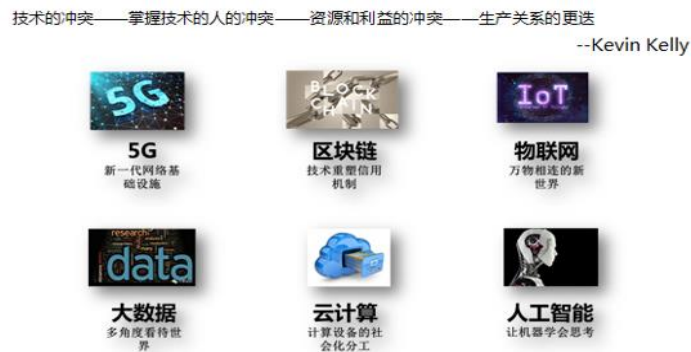 技术的冲突——掌握技术的人的冲突——资源和利益的冲突——生产关系的更迭
--Kevin Kelly
5G
BLOCK
CHAIN
IoT
5G
区块链
物联网
新一代网络基
础设施
技术重塑信用
机制
万物相连的新
世界
research
data
大数据
云计算
人工智能
多角度看待世
界
计算设备的社
会化分工
让机器学会思考